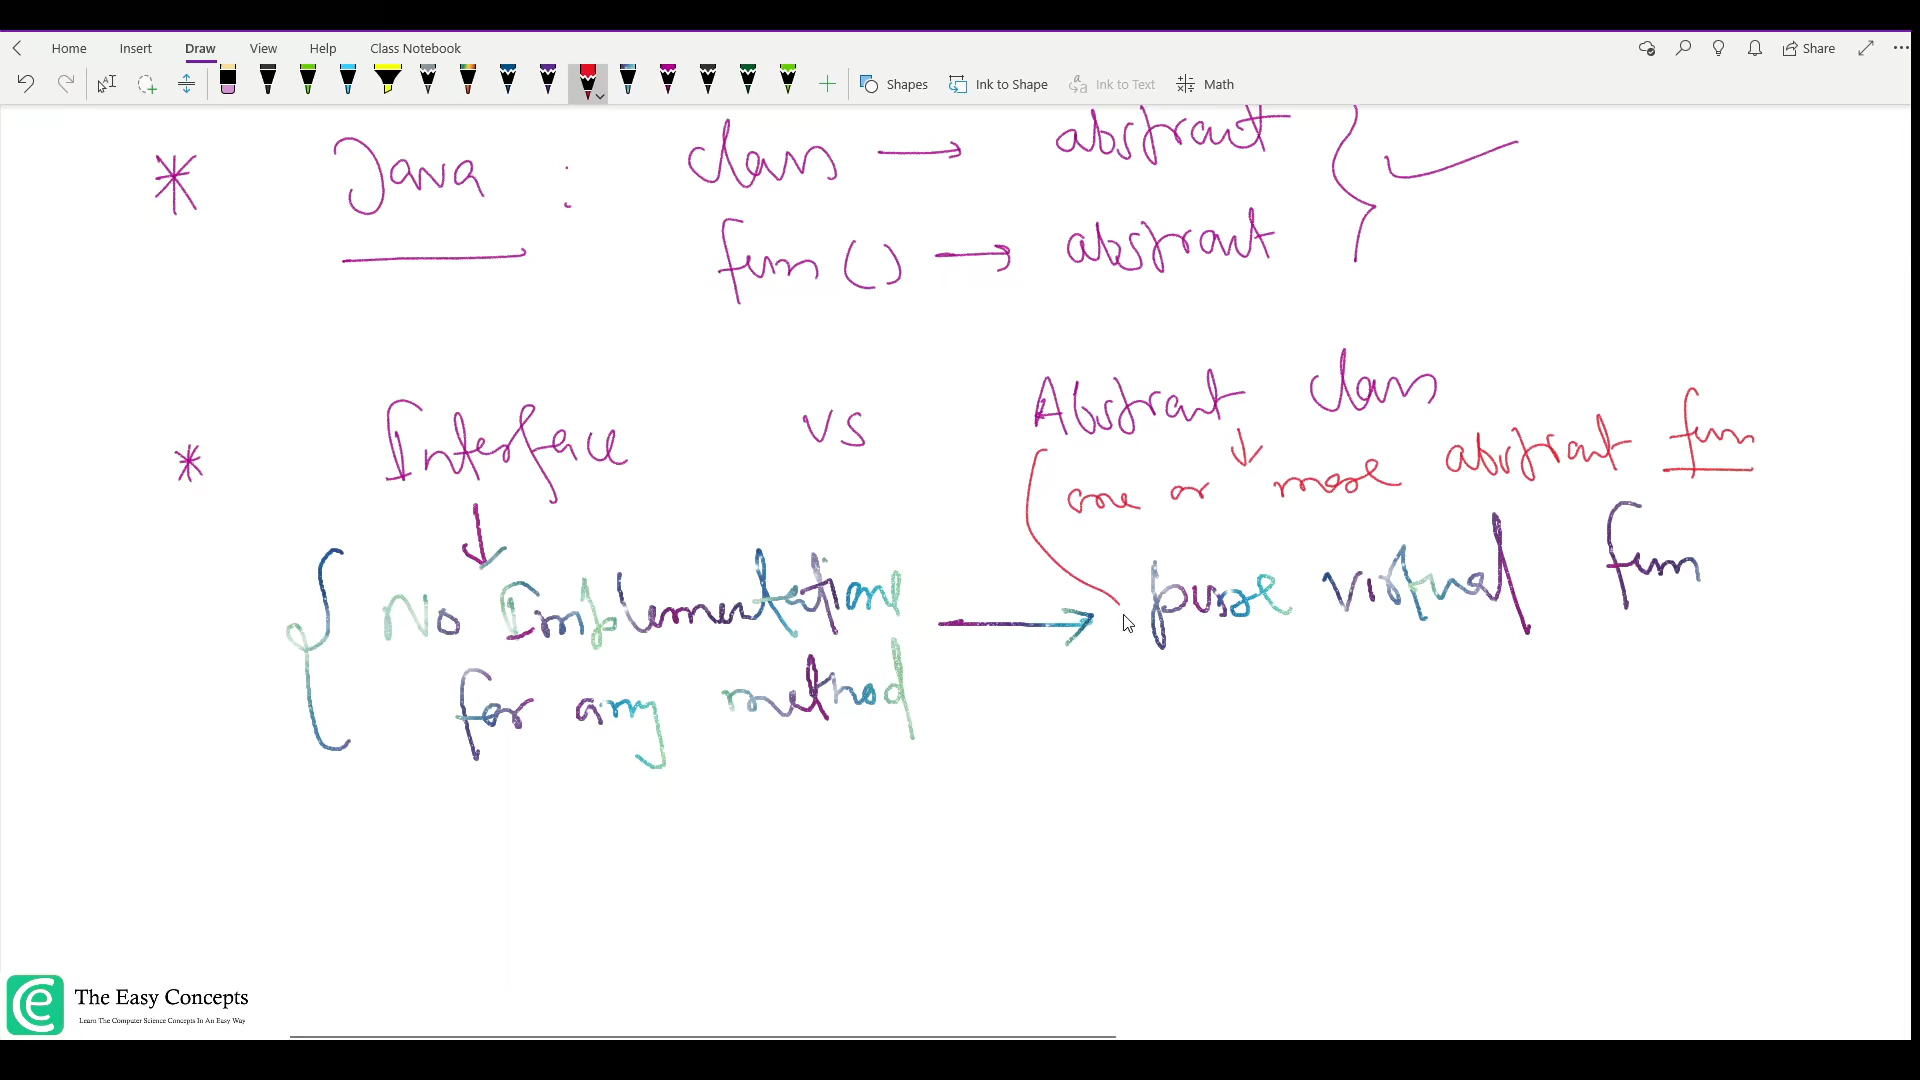 Home Insert Draw View Help Class Notebook Share
Shapes Ink to Shape Ink to Text Math
* Java : class → abstract
fun () → abstract
* Interface vs Abstract class
one or more abstract fun
No Implementation → pure virtual fun
for any method
The Easy Concepts
Learn The Computer Science Concepts In An Easy Way